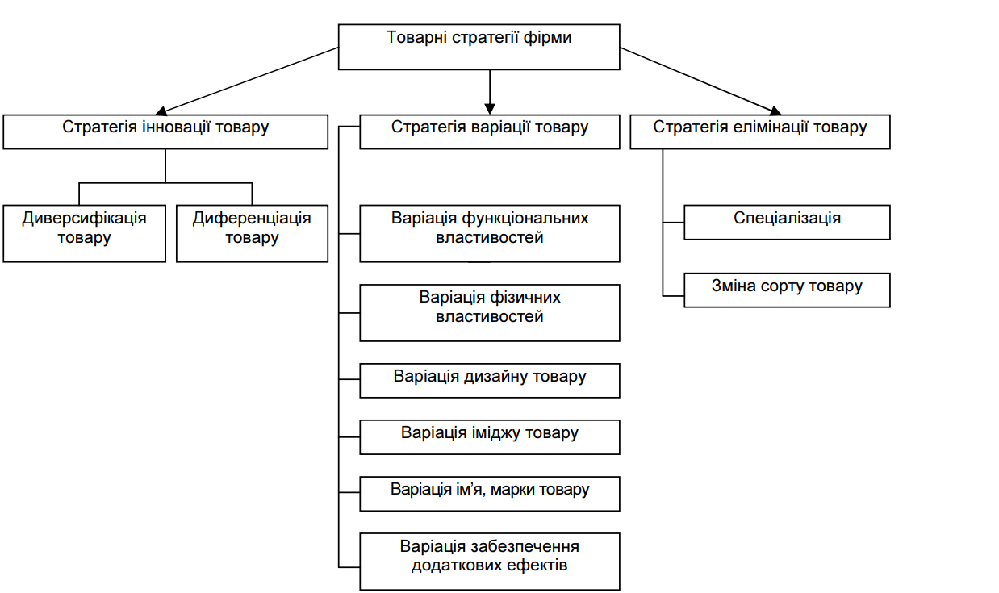 Товарні стратегії фірми
Стратегія інновації товару
Стратегія варіації товару
Стратегія елімінації товару
Диверсифікація
товару
Диференціація
товару
Варіація функціональних
властивостей
Спеціалізація
Варіація фізичних
властивостей
Зміна сорту товару
Варіація дизайну товару
Варіація іміджу товару
Варіація ім’я, марки товару
Варіація забезпечення
додаткових ефектів